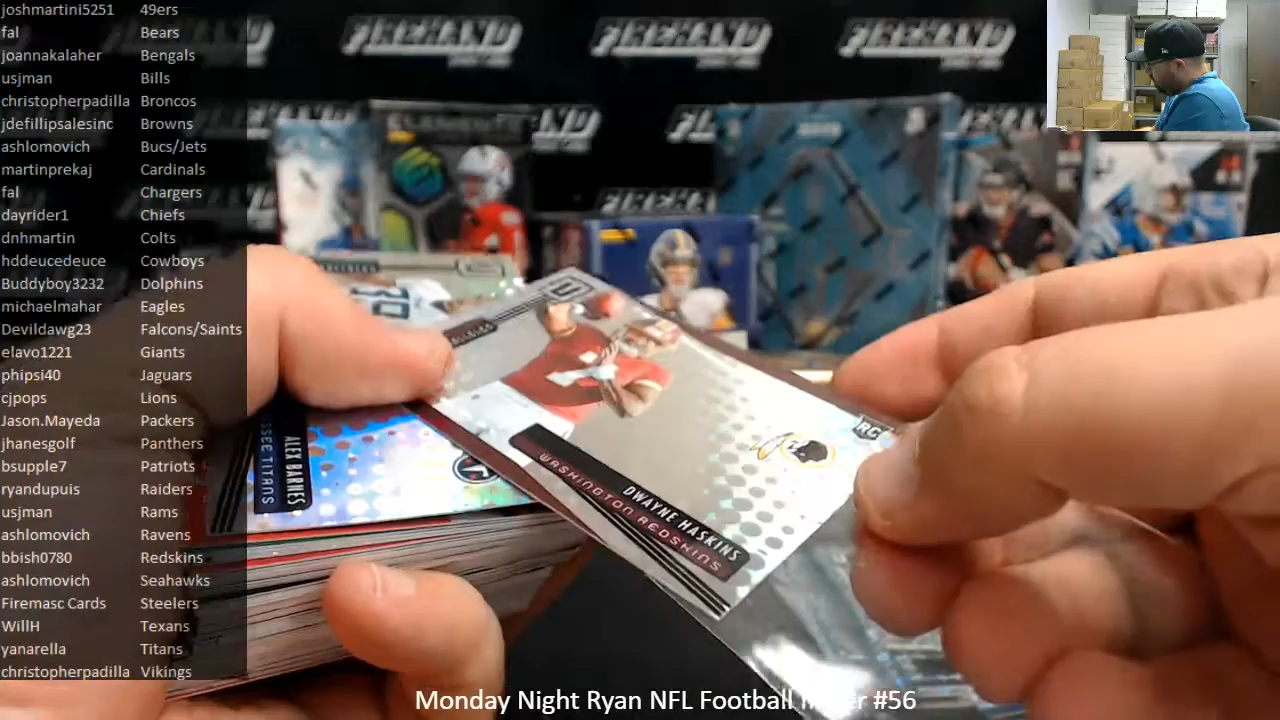 joshmartini5251 49ers
fal Bears
joannakalaher Bengals
usjman Bills
christopherpadilla Broncos
jdefillipsalesinc Browns
ashlomovich Bucs/Jets
martinprekaj Cardinals
fal Chargers
dayrider1 Chiefs
dnhmartin Colts
hddeucedeuce Cowboys
Buddyboy3232 Dolphins
michaelmahar Eagles
Devildawg23 Falcons/Saints
elavo1221 Giants
phipsi40 Jaguars
cjpops Lions
Jason.Mayeda Packers
jhanesgolf Panthers
bsupple7 Patriots
ryandupuis Raiders
usjman Rams
ashlomovich Ravens
bbish0780 Redskins
ashlomovich Seahawks
Firemasc Cards Steelers
WillH Texans
yanarella Titans
christopherpadilla Vikings
FIREHAND
FIREHAND
FIREHAND
ELEMENTS
FIREHAND
U
RC
DWAYNE HASKINS
WASHINGTON REDSKINS
ALEX BARNES
SSEE TITANS
Monday Night Ryan NFL Football #56